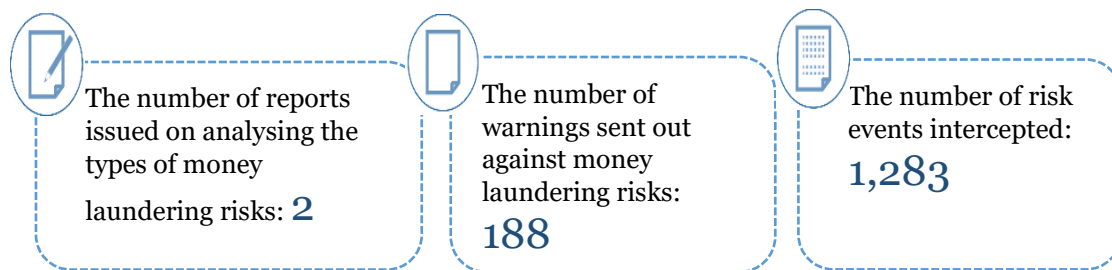 The number of reports
issued on analysing the
types of money
laundering risks: 2
The number of
warnings sent out
against money
laundering risks:
188
The number of risk
events intercepted:
1,283